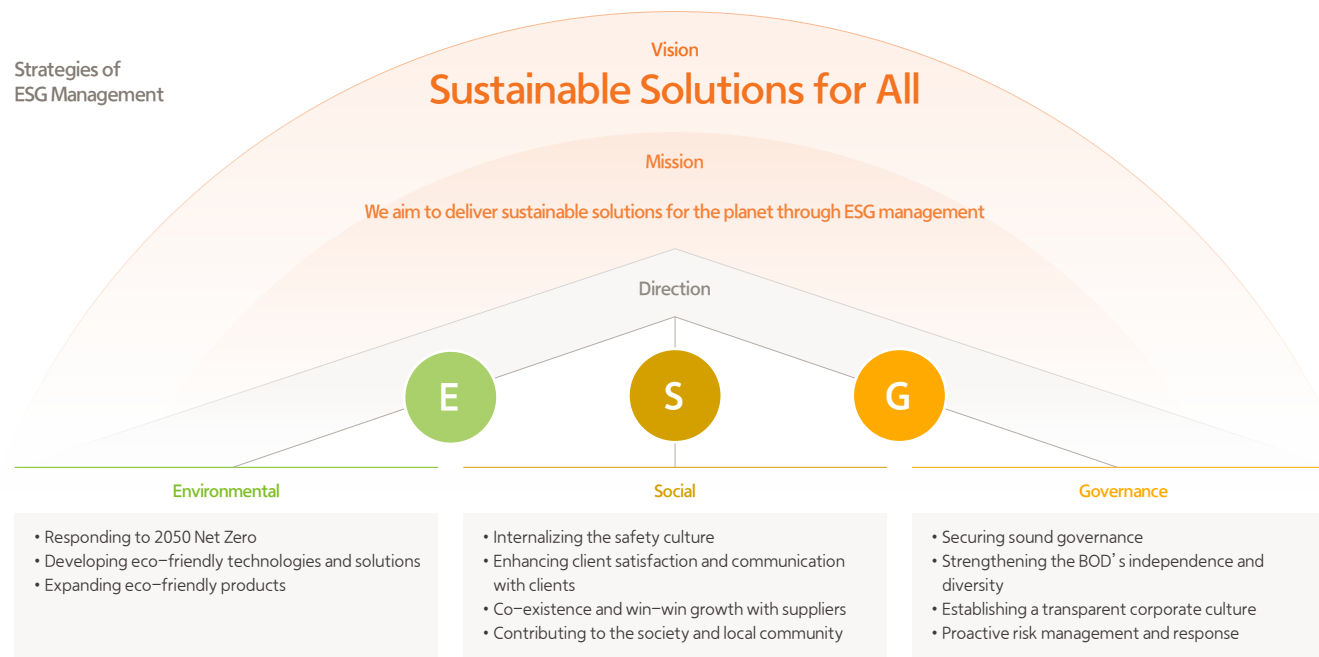 Strategies of
ESG Management
Vision
Sustainable Solutions for All
Mission
We aim to deliver sustainable solutions for the planet through ESG management
Direction
E
S
G
Environmental
• Responding to 2050 Net Zero
• Developing eco-friendly technologies and solutions
• Expanding eco-friendly products
Social
• Internalizing the safety culture
• Enhancing client satisfaction and communication
with clients
• Co-existence and win-win growth with suppliers
• Contributing to the society and local community
Governance
• Securing sound governance
• Strengthening the BOD's independence and
diversity
• Establishing a transparent corporate culture
• Proactive risk management and response